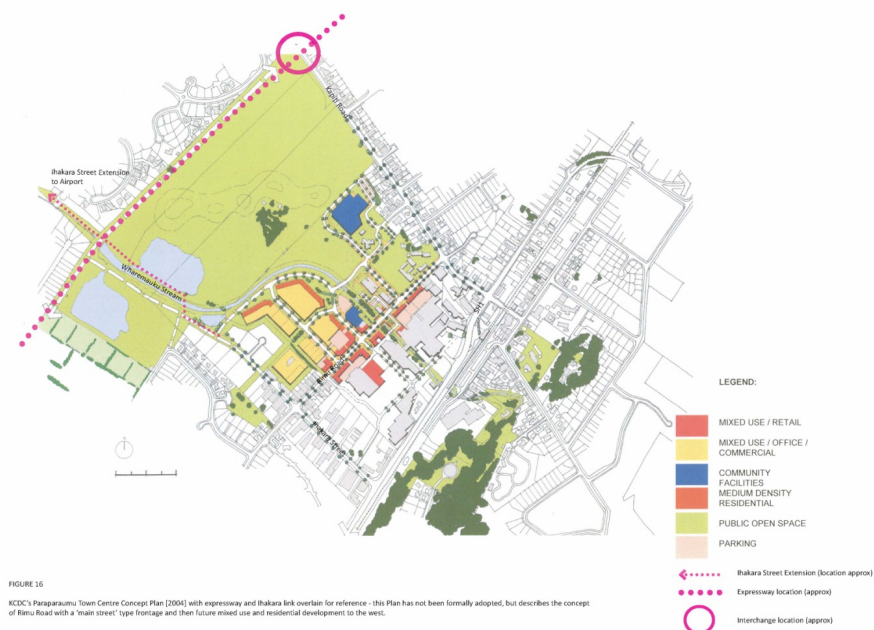 Kapiti Road
Ihakara Street Extension
to Airport
Wharemauku Stream
SH1
Rimu Road
Ihakara Street
LEGEND:
MIXED USE / RETAIL
MIXED USE / OFFICE /
COMMERCIAL
COMMUNITY
FACILITIES
MEDIUM DENSITY
RESIDENTIAL
PUBLIC OPEN SPACE
PARKING
Ihakara Street Extension (location approx)
Expressway location (approx)
Interchange location (approx)
FIGURE 16
KCDC's Paraparaumu Town Centre Concept Plan [2004] with expressway and Ihakara link overlain for reference - this Plan has not been formally adopted, but describes the concept
of Rimu Road with a 'main street' type frontage and then future mixed use and residential development to the west.